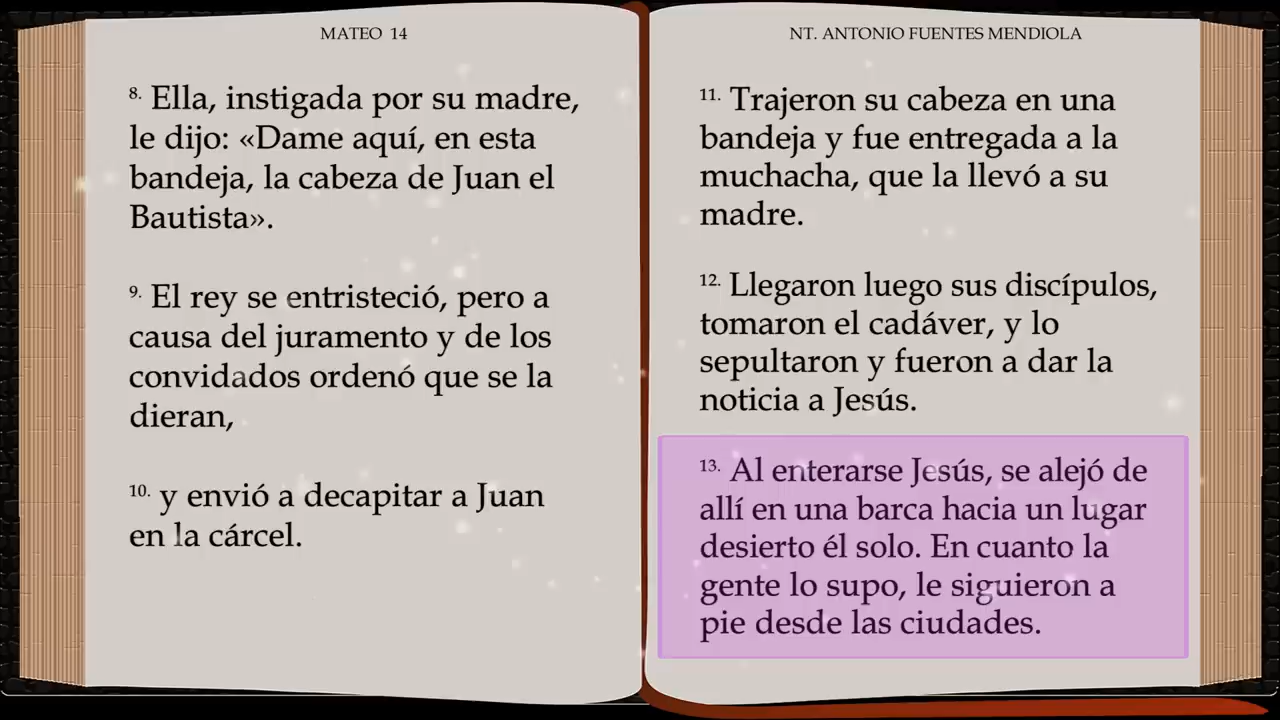 MATEO 14
8. Ella, instigada por su madre,
le dijo: «Dame aquí, en esta
bandeja, la cabeza de Juan el
Bautista».
9. El rey se entristeció, pero a
causa del juramento y de los
convidados ordenó que se la
dieran,
10. y envió a decapitar a Juan
en la cárcel.
NT. ANTONIO FUENTES MENDIOLA
11. Trajeron su cabeza en una
bandeja y fue entregada a la
muchacha, que la llevó a su
madre.
12. Llegaron luego sus discípulos,
tomaron el cadáver, y lo
sepultaron y fueron a dar la
noticia a Jesús.
13. Al enterarse Jesús, se alejó de
allí en una barca hacia un lugar
desierto él solo. En cuanto la
gente lo supo, le siguieron a
pie desde las ciudades.